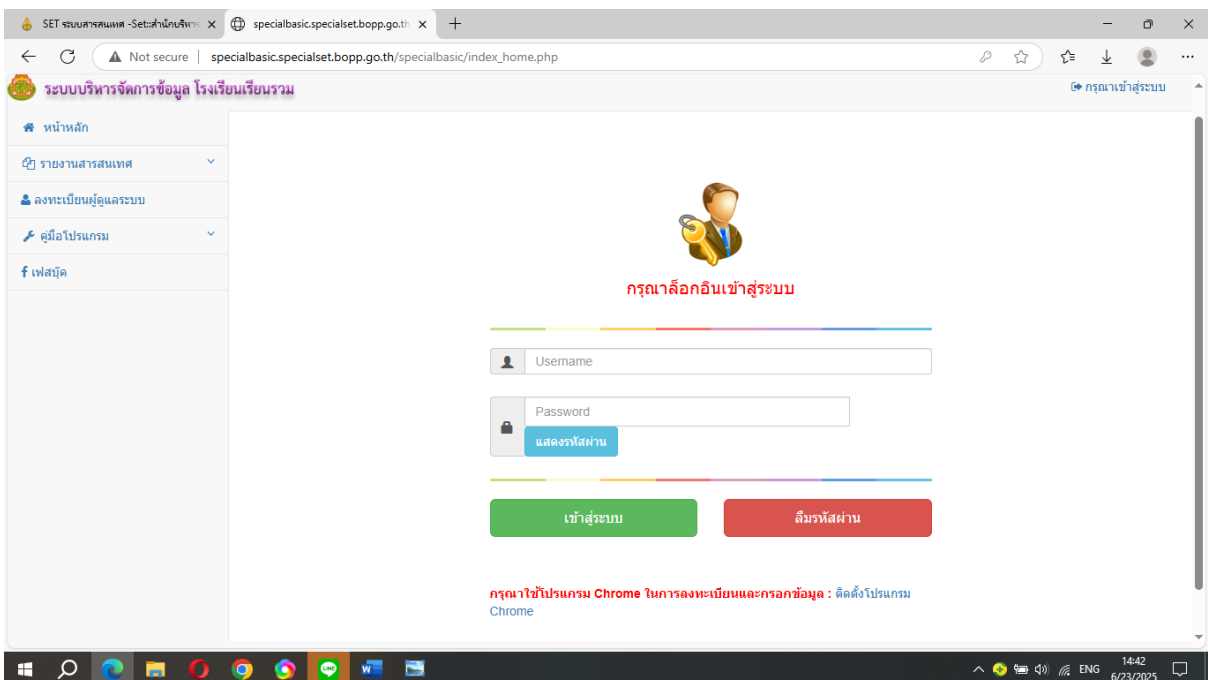 SET ระบบสารสนเทศ -Set::สำนักบริหาร
specialbasic.specialset.bopp.go.th
Not secure
specialbasic.specialset.bopp.go.th/specialbasic/index_home.php
ระบบบริหารจัดการข้อมูล โรงเรียนเรียนรวม
กรุณาเข้าสู่ระบบ
หน้าหลัก
รายงานสารสนเทศ
ลงทะเบียนผู้ดูแลระบบ
คู่มือโปรแกรม
เฟสบุ๊ค
กรุณาล็อกอินเข้าสู่ระบบ
Username
Password
แสดงรหัสผ่าน
เข้าสู่ระบบ
ลืมรหัสผ่าน
กรุณาใช้โปรแกรม Chrome ในการลงทะเบียนและกรอกข้อมูล : ติดตั้งโปรแกรม
Chrome
ENG
14:42
6/23/2025